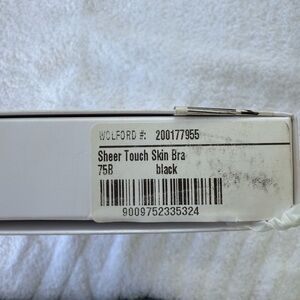 WOLFORD #: 200177955
Sheer Touch Skin Bra
75B black
9009752335324